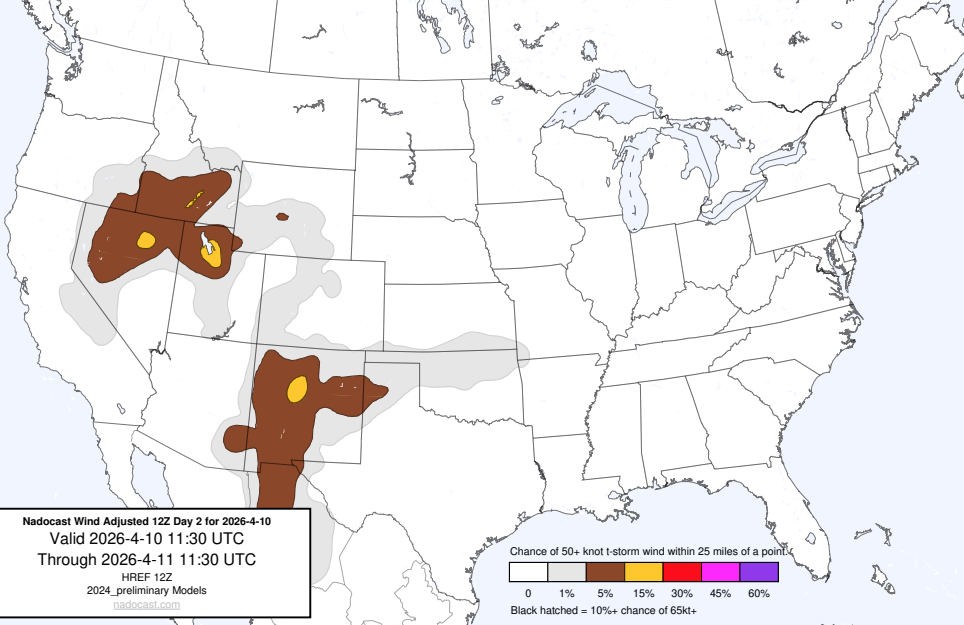 Nadocast Wind Adjusted 12Z Day 2 for 2026-4-10
Valid 2026-4-10 11:30 UTC
Through 2026-4-11 11:30 UTC
HREF 12Z
2024_preliminary Models
nadocast.com
Chance of 50+ knot t-storm wind within 25 miles of a point.
0 1% 5% 15% 30% 45% 60%
Black hatched = 10%+ chance of 65kt+